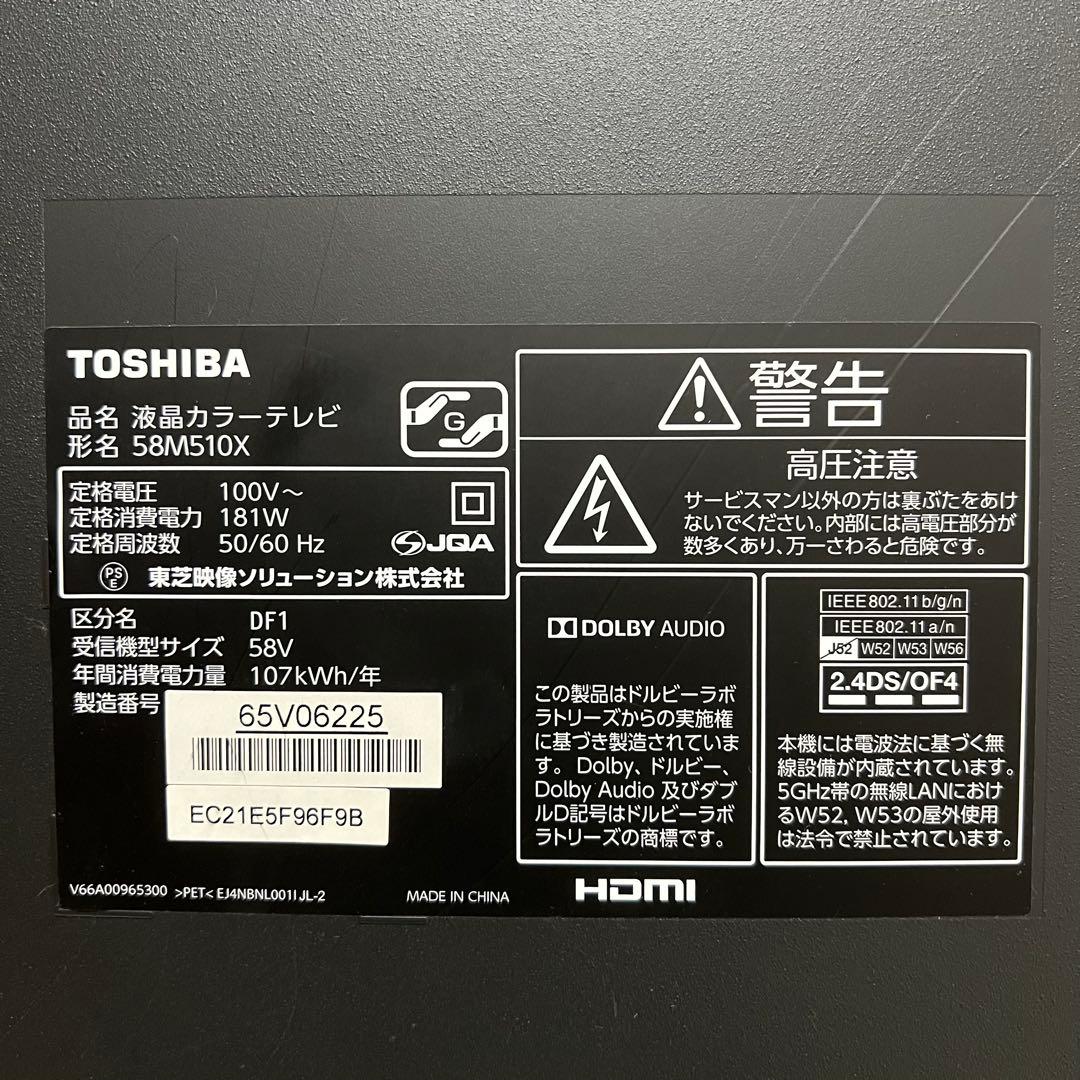 TOSHIBA
品名 液晶カラーテレビ
形名 58M510X
G
定格電圧 100V～
定格消費電力 181W
定格周波数 50/60 Hz
JQA
PS
E
東芝映像ソリューション株式会社
区分名 DF1
受信機型サイズ 58V
年間消費電力量 107kWh/年
製造番号
65V06225
EC21E5F96F9B
V66A00965300 >PET< EJ4NBNL001I JL-2
MADE IN CHINA
警告
高圧注意
サービスマン以外の方は裏ぶたをあけ
ないでください。内部には高電圧部分が
数多くあり、万一さわると危険です。
DOLBY AUDIO
この製品はドルビーラボ
ラトリーズからの実施権
に基づき製造されていま
す。Dolby、ドルビー、
Dolby Audio 及びダブ
ルD記号はドルビーラボ
ラトリーズの商標です。
IEEE802.11b/g/n
IEEE802.11a/n
J52 W52 W53 W56
2.4DS/OF4
本機には電波法に基づく無
線設備が内蔵されています。
5GHz帯の無線LANにおけ
るW52, W53の屋外使用
は法令で禁止されています。
HDMI